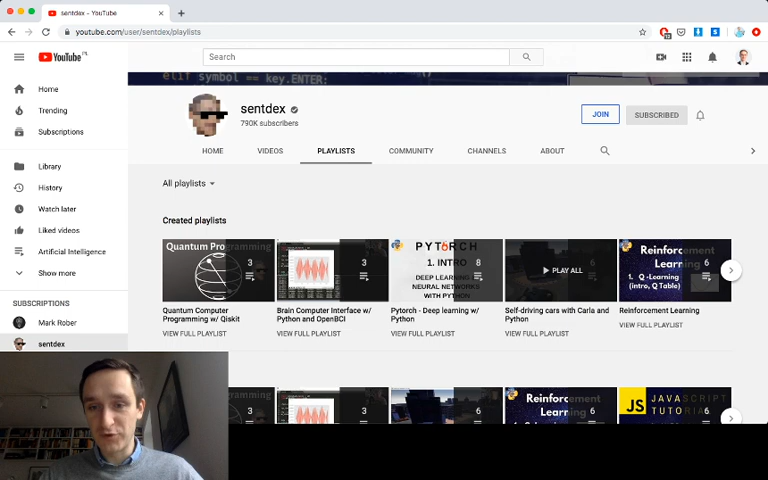 sentdex - YouTube
youtube.com/user/sentdex/playlists
12
YouTube PL
Search
elif symbol == key.ENTER:
sentdex
790K subscribers
JOIN
SUBSCRIBED
HOME
VIDEOS
PLAYLISTS
COMMUNITY
CHANNELS
ABOUT
Home
Trending
Subscriptions
Library
History
Watch later
Liked videos
Artificial Intelligence
Show more
SUBSCRIPTIONS
Mark Rober
sentdex
All playlists
Created playlists
Quantum Programming
3
3
PYTORCH
1. INTRO
DEEP LEARNING
NEURAL NETWORKS
WITH PYTHON
8
PLAY ALL
6
Reinforcement
Learning
1. Q-Learning
(intro, Q Table)
6
Quantum Computer
Programming w/ Qiskit
VIEW FULL PLAYLIST
Brain Computer Interface w/
Python and OpenBCI
VIEW FULL PLAYLIST
Pytorch - Deep learning w/
Python
VIEW FULL PLAYLIST
Self-driving cars with Carla and
Python
VIEW FULL PLAYLIST
Reinforcement Learning
VIEW FULL PLAYLIST
3
3
6
Reinforcement
Learning
6
JS
JAVASCRIPT
TUTORIAL
6